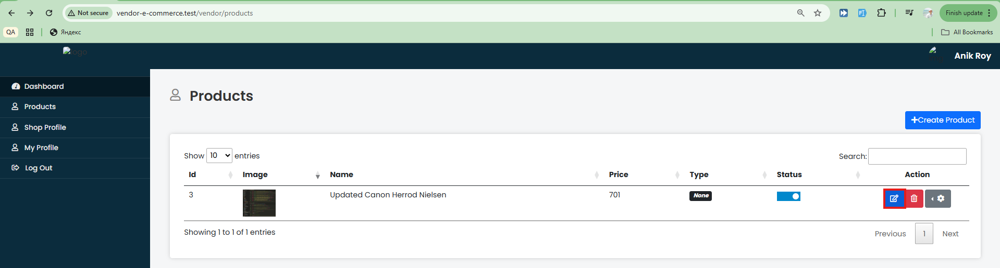 Not secure vendor-e-commerce.test/vendor/products Finish update
QA Яндекс All Bookmarks
logo Anik Roy
Dashboard
Products
Shop Profile
My Profile
Log Out
Products
+Create Product
Show 10 entries Search:
Id Image Name Price Type Status Action
3 Updated Canon Herrod Nielsen 701 None
Showing 1 to 1 of 1 entries Previous 1 Next